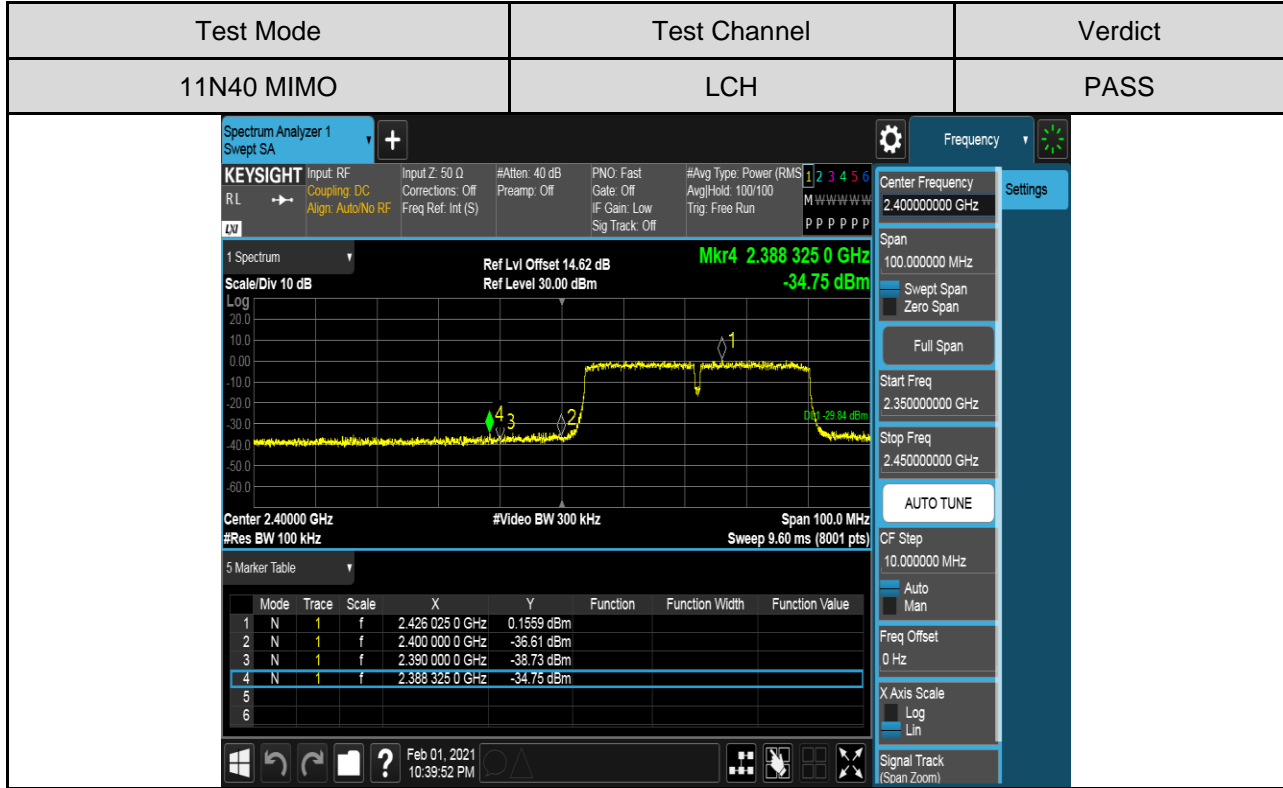 Test Mode Test Channel Verdict
11N40 MIMO LCH PASS
Spectrum Analyzer 1
Swept SA
+
Frequency
KEYSIGHT
RL
LXI
Input: RF
Coupling: DC
Align: Auto/No RF
Input Z: 50 Ω
Corrections: Off
Freq Ref: Int (S)
#Atten: 40 dB
Preamp: Off
PNO: Fast
Gate: Off
IF Gain: Low
Sig Track: Off
#Avg Type: Power (RMS
Avg|Hold: 100/100
Trig: Free Run
1 2 3 4 5 6
M W W W W W
P P P P P P
1 Spectrum
Scale/Div 10 dB
Ref Lvl Offset 14.62 dB
Ref Level 30.00 dBm
Mkr4 2.388 325 0 GHz
-34.75 dBm
Log
20.0
10.0
0.00
-10.0
-20.0
-30.0
-40.0
-50.0
-60.0
1
4
3
2
DL1 -29.84 dBm
Center 2.40000 GHz
#Res BW 100 kHz
#Video BW 300 kHz
Span 100.0 MHz
Sweep 9.60 ms (8001 pts)
5 Marker Table
Mode Trace Scale X Y Function Function Width Function Value
1 N 1 f 2.426 025 0 GHz 0.1559 dBm
2 N 1 f 2.400 000 0 GHz -36.61 dBm
3 N 1 f 2.390 000 0 GHz -38.73 dBm
4 N 1 f 2.388 325 0 GHz -34.75 dBm
5
6
?
Feb 01, 2021
10:39:52 PM
Center Frequency
2.400000000 GHz
Settings
Span
100.000000 MHz
Swept Span
Zero Span
Full Span
Start Freq
2.350000000 GHz
Stop Freq
2.450000000 GHz
AUTO TUNE
CF Step
10.000000 MHz
Auto
Man
Freq Offset
0 Hz
X Axis Scale
Log
Lin
Signal Track
(Span Zoom)